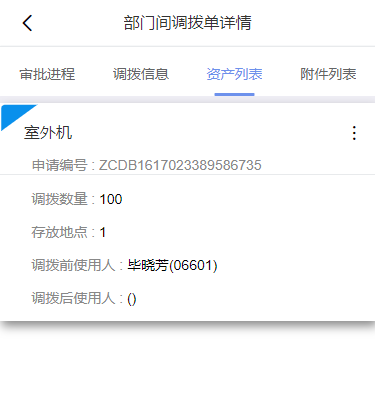 部门间调拨单详情
审批进程 调拨信息 资产列表 附件列表
室外机
申请编号 : ZCDB1617023389586735
调拨数量 : 100
存放地点 : 1
调拨前使用人 : 毕晓芳(06601)
调拨后使用人 : ()